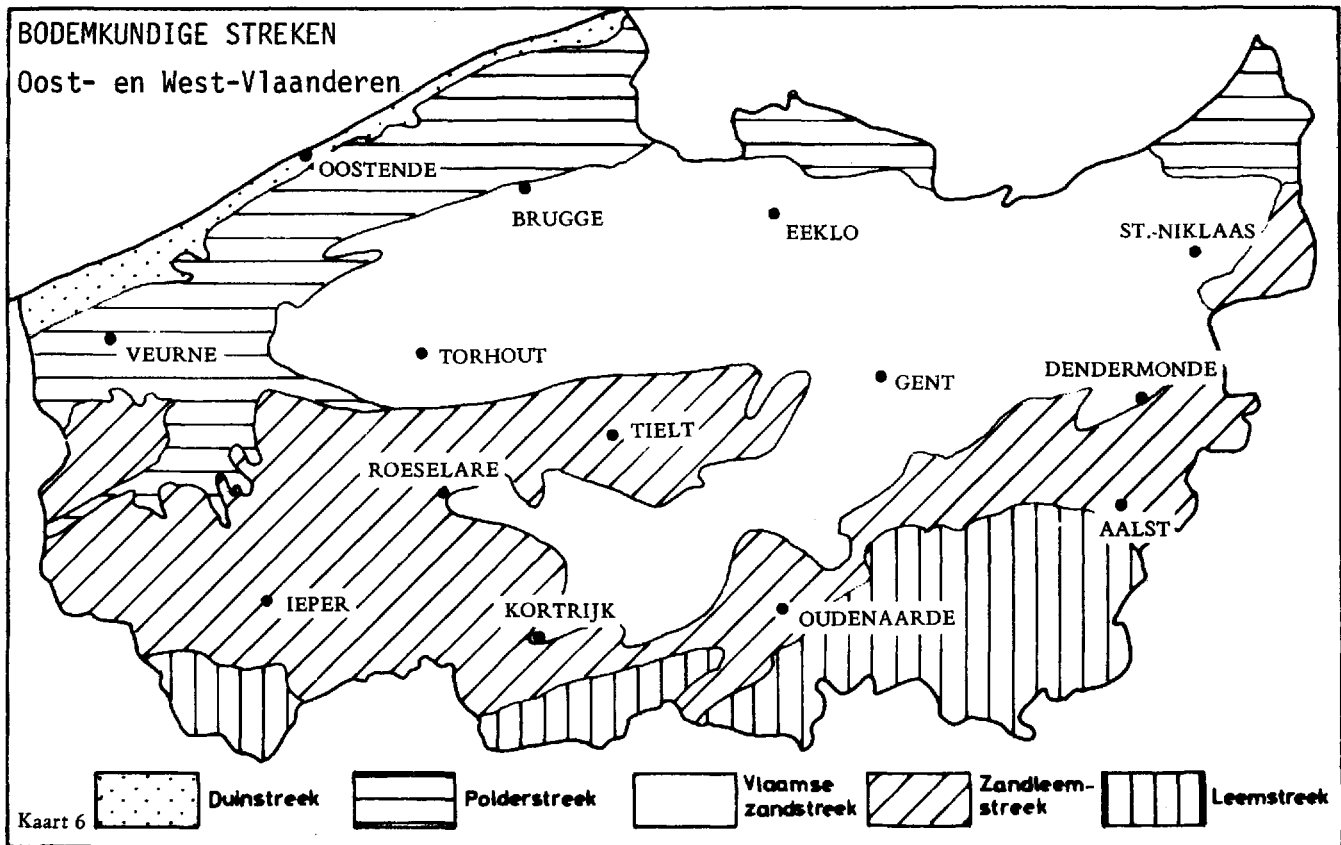 BODEMKUNDIGE STREKEN
Oost- en West-Vlaanderen
OOSTENDE
BRUGGE
EEKLO
ST.-NIKLAAS
VEURNE
TORHOUT
GENT
DENDERMONDE
TIELT
ROESELARE
AALST
IEPER
KORTRIJK
OUDENAARDE
Duinstreek
Polderstreek
Vlaamse
zandstreek
Zandleem-
streek
Leemstreek
Kaart 6